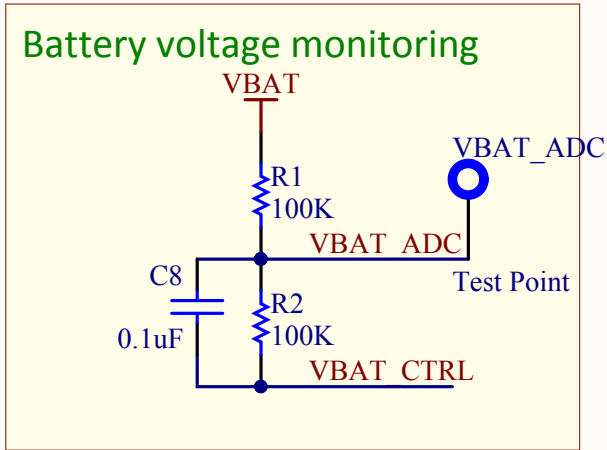 Battery voltage monitoring
VBAT
VBAT_ADC
R1
100K
VBAT_ADC
Test Point
C8
0.1uF
R2
100K
VBAT_CTRL